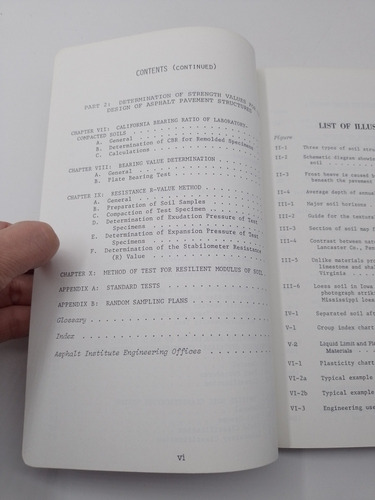 CONTENTS (CONTINUED)
PART 2: DETERMINATION OF STRENGTH VALUES FOR
DESIGN OF ASPHALT PAVEMENT STRUCTURES
CHAPTER VII: CALIFORNIA BEARING RATIO OF LABORATORY-
COMPACTED SOILS
A. General
B. Determination of CBR for Remolded Specimens
C. Calculations
CHAPTER VIII: BEARING VALUE DETERMINATION
A. General
B. Plate Bearing Test
CHAPTER IX: RESISTANCE R-VALUE METHOD
A. General
B. Preparation of Soil Samples
C. Compaction of Test Specimen
D. Determination of Exudation Pressure of Test
Specimens
E. Determination of Expansion Pressure of Test
Specimens
F. Determination of the Stabilometer Resistance
(R) Value
CHAPTER X: METHOD OF TEST FOR RESILIENT MODULUS OF SOIL
APPENDIX A: STANDARD TESTS
APPENDIX B: RANDOM SAMPLING PLANS
Glossary
Index
Asphalt Institute Engineering Offices
vi
LIST OF ILLUS
Figure
II-1 Three types of soil
II-2 Schematic diagram showing
soil
II-3 Frost heave is caused
beneath the pavement
II-4 Average depth of
III-1 Major soil horizons
III-2 Guide for the textura
III-3 Section of soil map
III-4 Contrast between
Lancaster Co., Penn
III-5 Unlike materials
limestone and
Virginia
III-6 Loess soil in Iowa
photograph
Mississippi loess
IV-1 Separated soil
V-1 Group index chart
V-2 Liquid Limit and
Materials
VI-1 Plasticity chart
VI-2a Typical example
VI-2b Typical example
VI-3 Engineering use